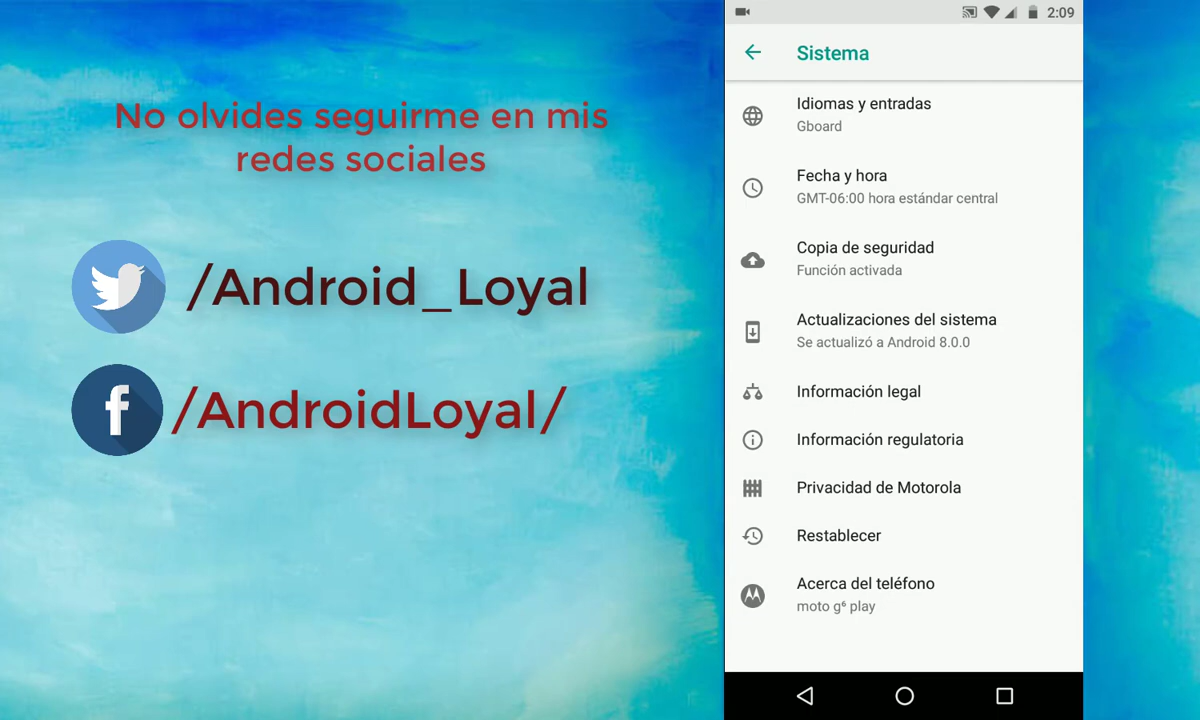 No olvides seguirme en mis
redes sociales
/Android_Loyal
f /AndroidLoyal/
2:09
Sistema
Idiomas y entradas
Gboard
Fecha y hora
GMT-06:00 hora estándar central
Copia de seguridad
Función activada
Actualizaciones del sistema
Se actualizó a Android 8.0.0
Información legal
Información regulatoria
Privacidad de Motorola
Restablecer
Acerca del teléfono
moto g⁶ play